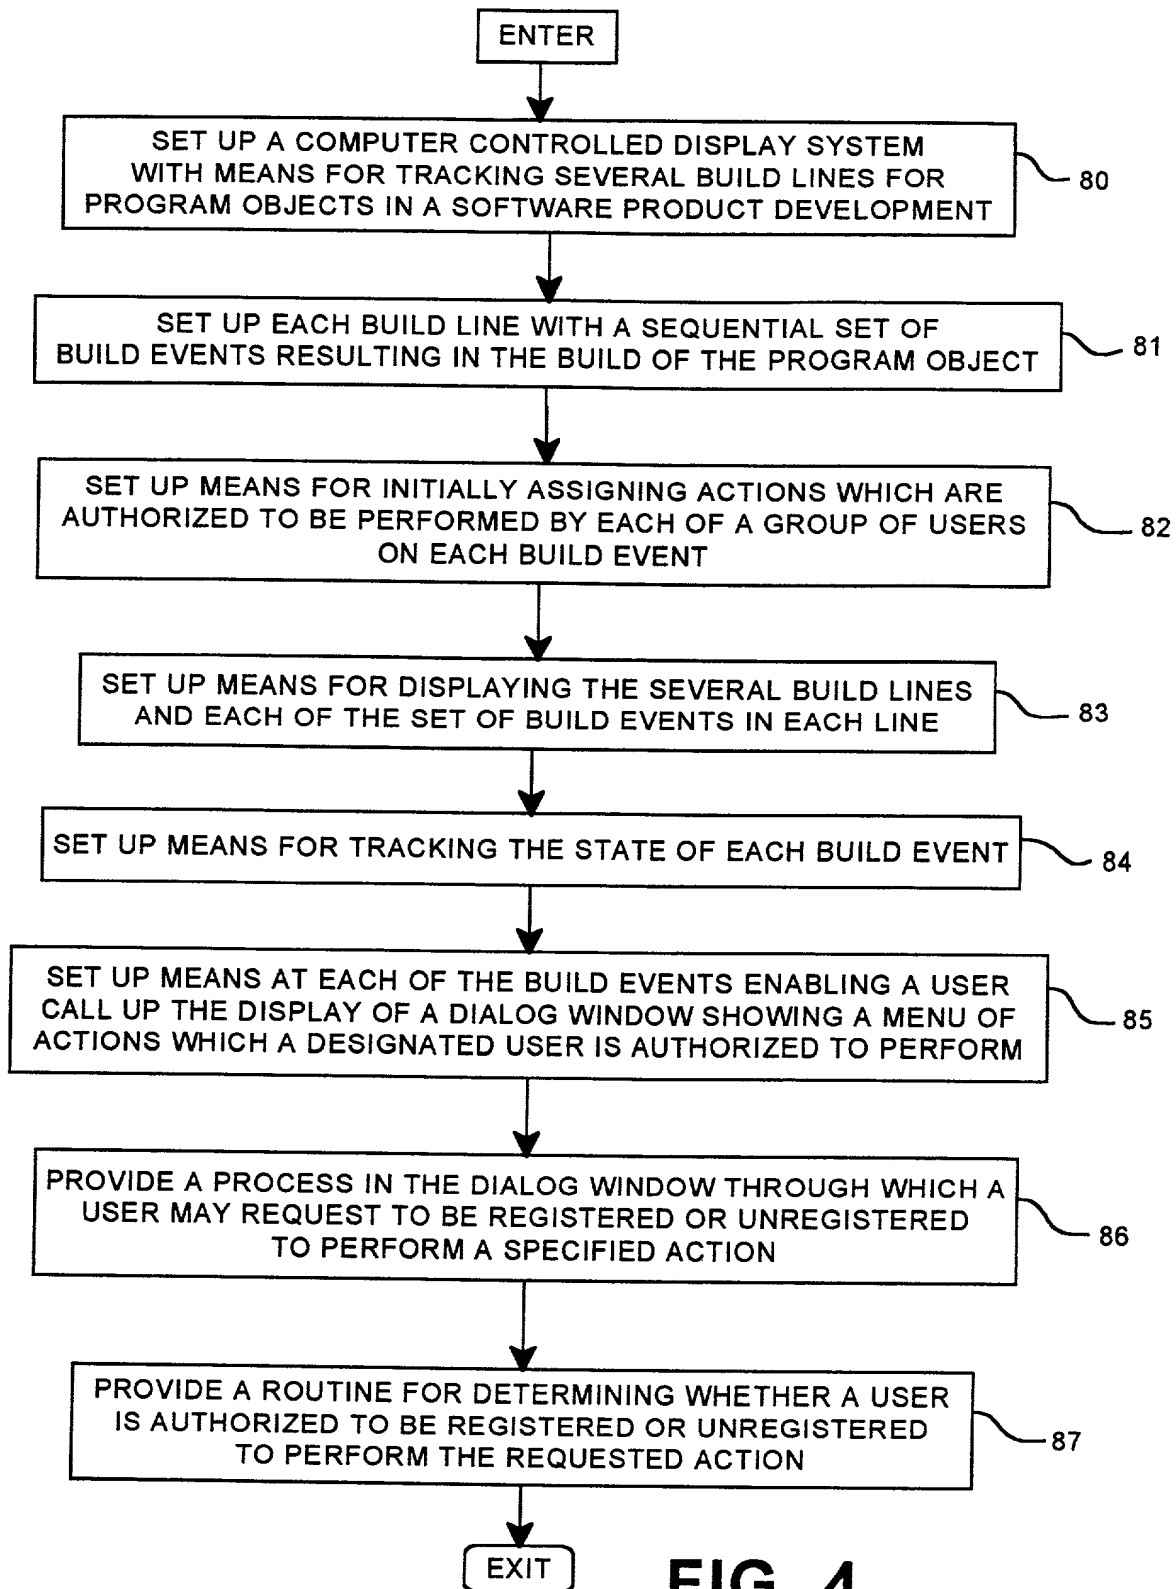 ENTER
SET UP A COMPUTER CONTROLLED DISPLAY SYSTEM
WITH MEANS FOR TRACKING SEVERAL BUILD LINES FOR
PROGRAM OBJECTS IN A SOFTWARE PRODUCT DEVELOPMENT
80
SET UP EACH BUILD LINE WITH A SEQUENTIAL SET OF
BUILD EVENTS RESULTING IN THE BUILD OF THE PROGRAM OBJECT
81
SET UP MEANS FOR INITIALLY ASSIGNING ACTIONS WHICH ARE
AUTHORIZED TO BE PERFORMED BY EACH OF A GROUP OF USERS
ON EACH BUILD EVENT
82
SET UP MEANS FOR DISPLAYING THE SEVERAL BUILD LINES
AND EACH OF THE SET OF BUILD EVENTS IN EACH LINE
83
SET UP MEANS FOR TRACKING THE STATE OF EACH BUILD EVENT
84
SET UP MEANS AT EACH OF THE BUILD EVENTS ENABLING A USER
CALL UP THE DISPLAY OF A DIALOG WINDOW SHOWING A MENU OF
ACTIONS WHICH A DESIGNATED USER IS AUTHORIZED TO PERFORM
85
PROVIDE A PROCESS IN THE DIALOG WINDOW THROUGH WHICH A
USER MAY REQUEST TO BE REGISTERED OR UNREGISTERED
TO PERFORM A SPECIFIED ACTION
86
PROVIDE A ROUTINE FOR DETERMINING WHETHER A USER
IS AUTHORIZED TO BE REGISTERED OR UNREGISTERED
TO PERFORM THE REQUESTED ACTION
87
EXIT
FIG. 4